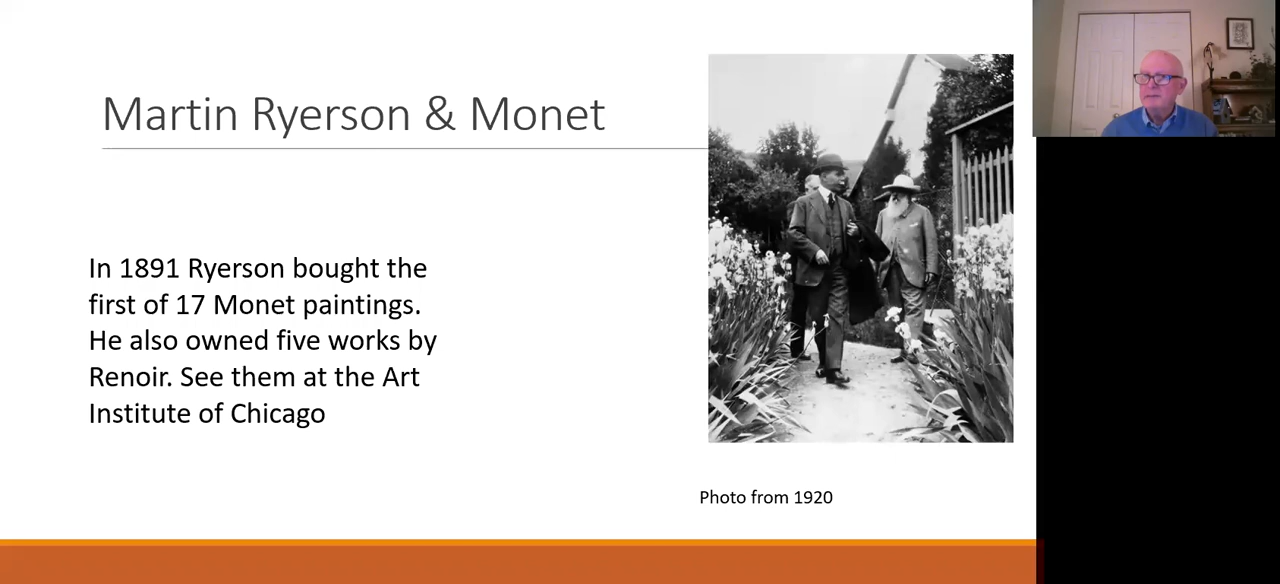 Martin Ryerson & Monet
In 1891 Ryerson bought the
first of 17 Monet paintings.
He also owned five works by
Renoir. See them at the Art
Institute of Chicago
Photo from 1920